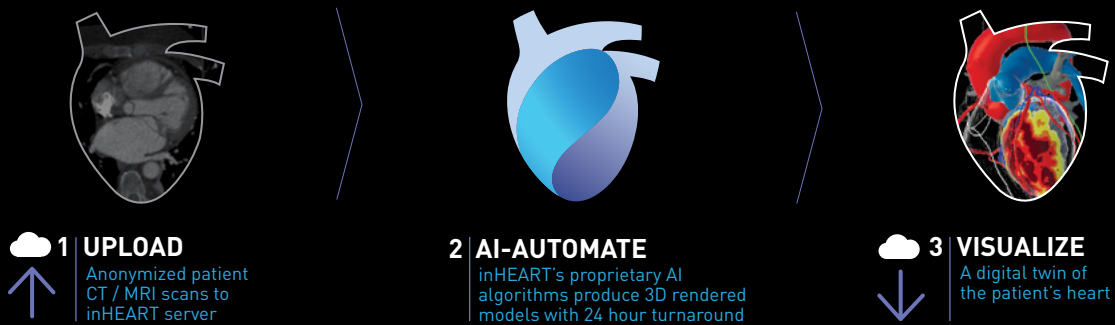 1 UPLOAD
Anonymized patient
CT / MRI scans to
inHEART server
2 AI-AUTOMATE
inHEART's proprietary AI
algorithms produce 3D rendered
models with 24 hour turnaround
3 VISUALIZE
A digital twin of
the patient's heart